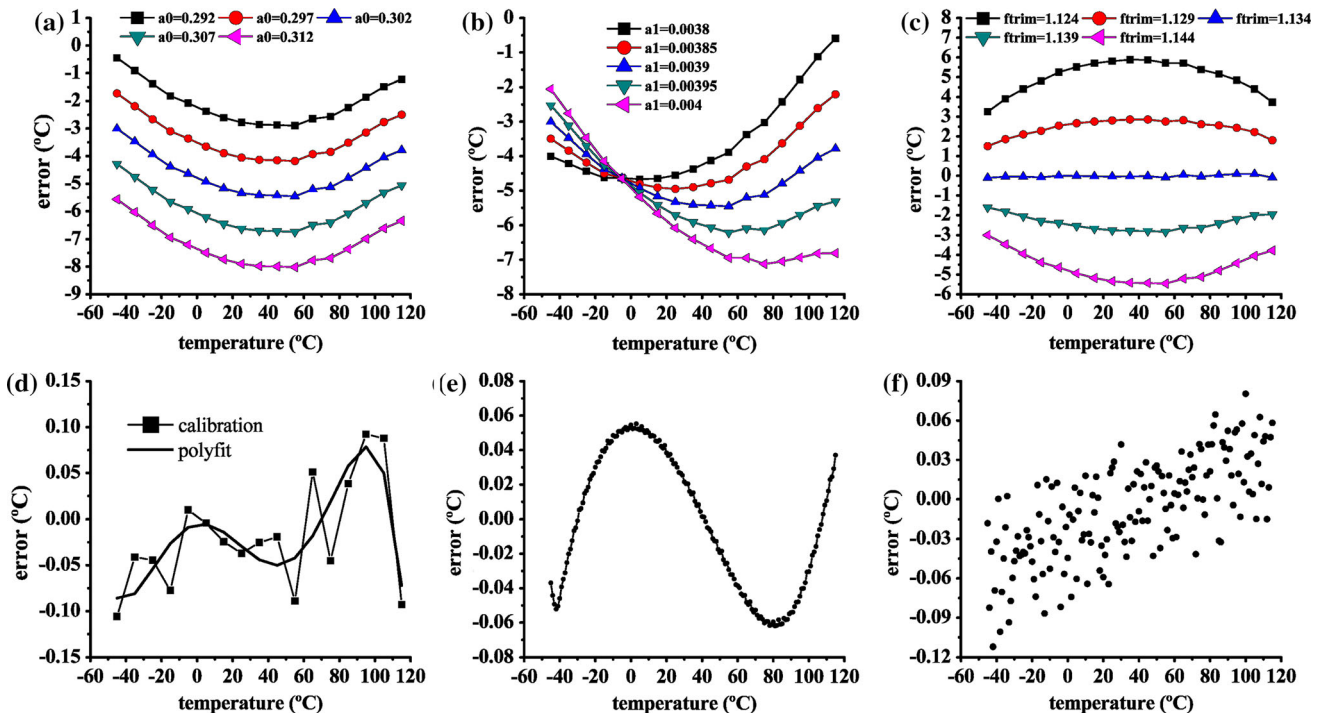 (a)
a0=0.292 a0=0.297 a0=0.302
a0=0.307 a0=0.312
1
0
-1
-2
-3
-4
-5
-6
-7
-8
-9
error (ºC)
-60 -40 -20 0 20 40 60 80 100 120
temperature (ºC)
(b)
a1=0.0038
a1=0.00385
a1=0.0039
a1=0.00395
a1=0.004
0
-1
-2
-3
-4
-5
-6
-7
-8
error (ºC)
-60 -40 -20 0 20 40 60 80 100 120
temperature (ºC)
(c)
ftrim=1.124 ftrim=1.129 ftrim=1.134
ftrim=1.139 ftrim=1.144
8
7
6
5
4
3
2
1
0
-1
-2
-3
-4
-5
-6
error (ºC)
-60 -40 -20 0 20 40 60 80 100 120
temperature (ºC)
(d)
calibration
polyfit
0.15
0.10
0.05
0.00
-0.05
-0.10
-0.15
error (ºC)
-60 -40 -20 0 20 40 60 80 100 120
temperature (ºC)
(e)
0.08
0.06
0.04
0.02
0.00
-0.02
-0.04
-0.06
-0.08
error (ºC)
-60 -40 -20 0 20 40 60 80 100 120
temperature (ºC)
(f)
0.09
0.06
0.03
0.00
-0.03
-0.06
-0.09
-0.12
error (ºC)
-60 -40 -20 0 20 40 60 80 100 120
temperature (ºC)